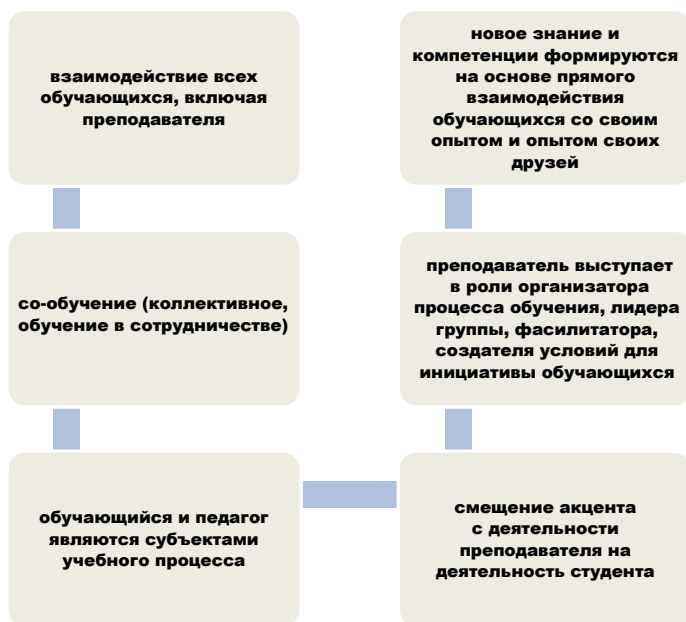 взаимодействие всех
обучающихся, включая
преподавателя
со-обучение (коллективное,
обучение в сотрудничестве)
обучающийся и педагог
являются субъектами
учебного процесса
смещение акцента
с деятельности
преподавателя на
деятельность студента
преподаватель выступает
в роли организатора
процесса обучения, лидера
группы, фасилитатора,
создателя условий для
инициативы обучающихся
новое знание и
компетенции формируются
на основе прямого
взаимодействия
обучающихся со своим
опытом и опытом своих
друзей